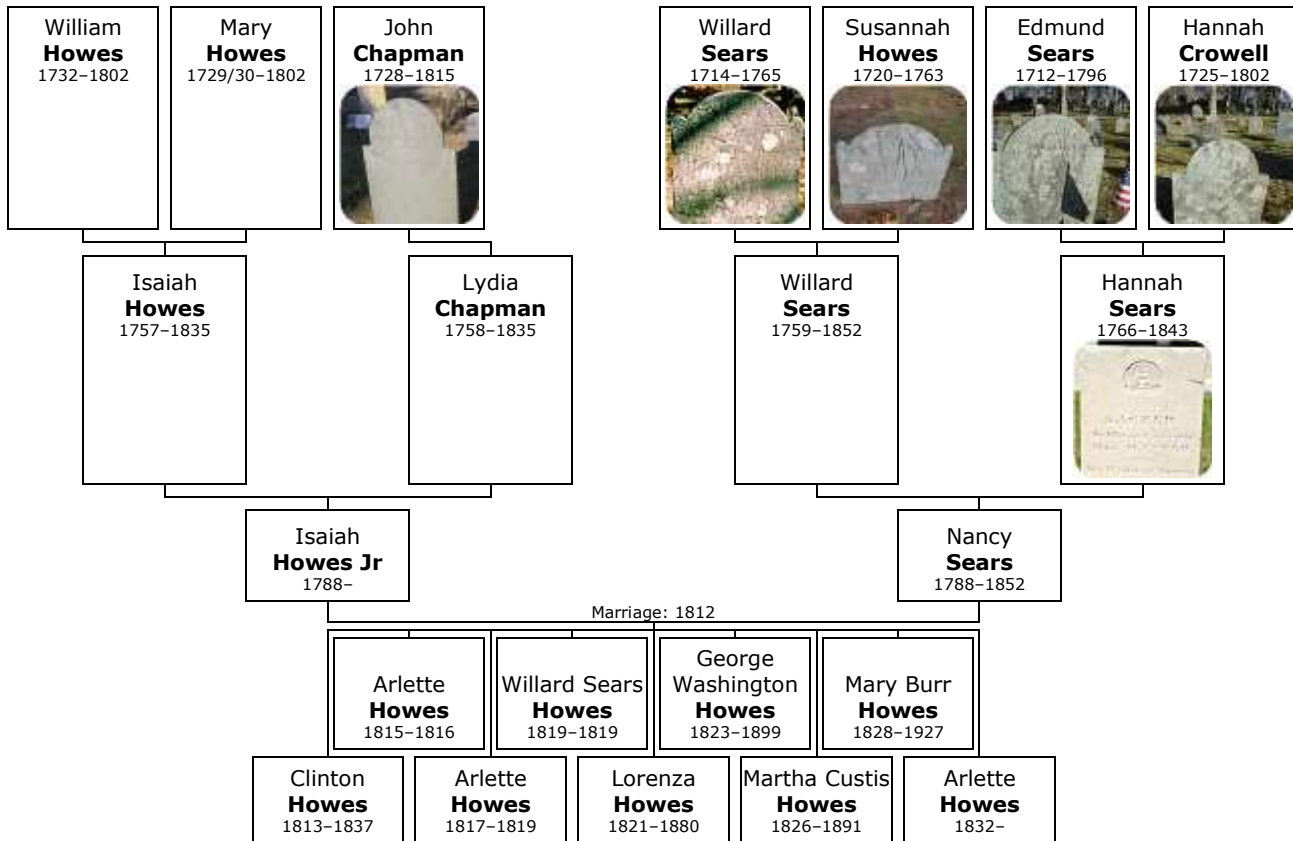 William
Howes
1732–1802
Mary
Howes
1729/30–1802
John
Chapman
1728–1815
Willard
Sears
1714–1765
Susannah
Howes
1720–1763
Edmund
Sears
1712–1796
Hannah
Crowell
1725–1802
Isaiah
Howes
1757–1835
Lydia
Chapman
1758–1835
Willard
Sears
1759–1852
Hannah
Sears
1766–1843
Isaiah
Howes Jr
1788–
Nancy
Sears
1788–1852
Marriage: 1812
Arlette
Howes
1815–1816
Willard Sears
Howes
1819–1819
George
Washington
Howes
1823–1899
Mary Burr
Howes
1828–1927
Clinton
Howes
1813–1837
Arlette
Howes
1817–1819
Lorenza
Howes
1821–1880
Martha Custis
Howes
1826–1891
Arlette
Howes
1832–